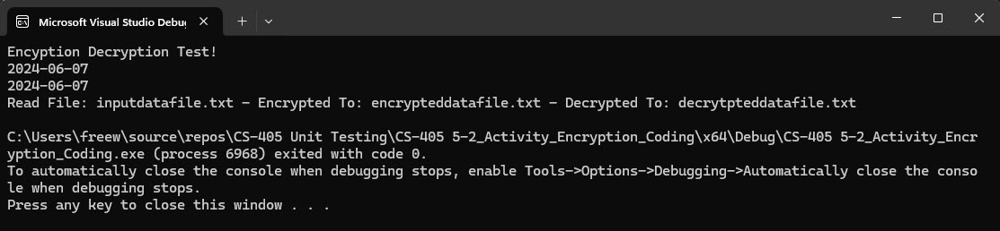 Microsoft Visual Studio Debug
Encyption Decryption Test!
2024-06-07
2024-06-07
Read File: inputdatafile.txt - Encrypted To: encrypteddatafile.txt - Decrypted To: decrytpteddatafile.txt
C:\Users\freew\source\repos\CS-405 Unit Testing\CS-405 5-2_Activity_Encryption_Coding\x64\Debug\CS-405 5-2_Activity_Encr
yption_Coding.exe (process 6968) exited with code 0.
To automatically close the console when debugging stops, enable Tools->Options->Debugging->Automatically close the conso
le when debugging stops.
Press any key to close this window . . .